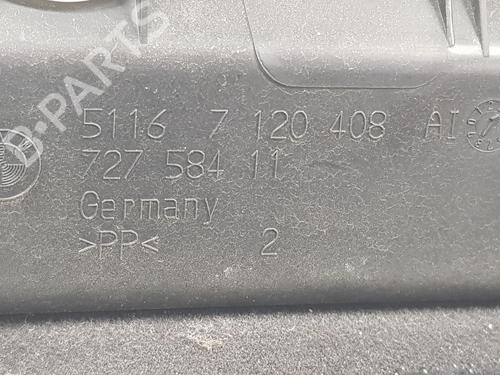 5116 7 120 408 AI
727 584 11
Germany
>PP< 2
B-PARTS